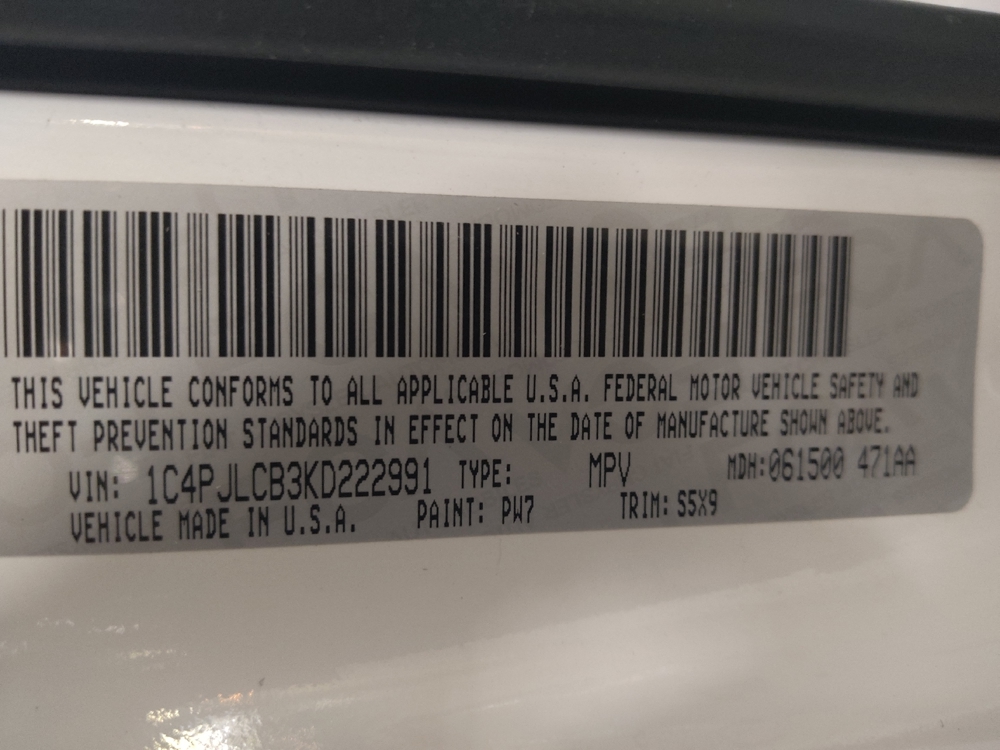 THIS VEHICLE CONFORMS TO ALL APPLICABLE U.S.A. FEDERAL MOTOR VEHICLE SAFETY AND
THEFT PREVENTION STANDARDS IN EFFECT ON THE DATE OF MANUFACTURE SHOWN ABOVE.
VIN: 1C4PJLCB3KD222991 TYPE: MPV MDH:061500 471AA
VEHICLE MADE IN U.S.A. PAINT: PW7 TRIM: S5X9